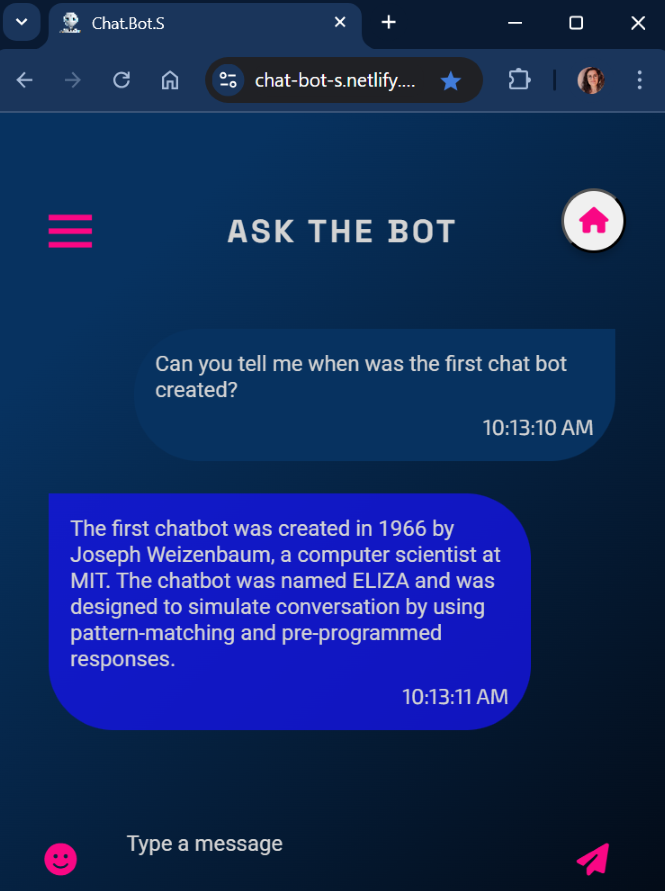 Chat.Bot.S
chat-bot-s.netlify....
ASK THE BOT
Can you tell me when was the first chat bot
created?
10:13:10 AM
The first chatbot was created in 1966 by
Joseph Weizenbaum, a computer scientist at
MIT. The chatbot was named ELIZA and was
designed to simulate conversation by using
pattern-matching and pre-programmed
responses.
10:13:11 AM
Type a message